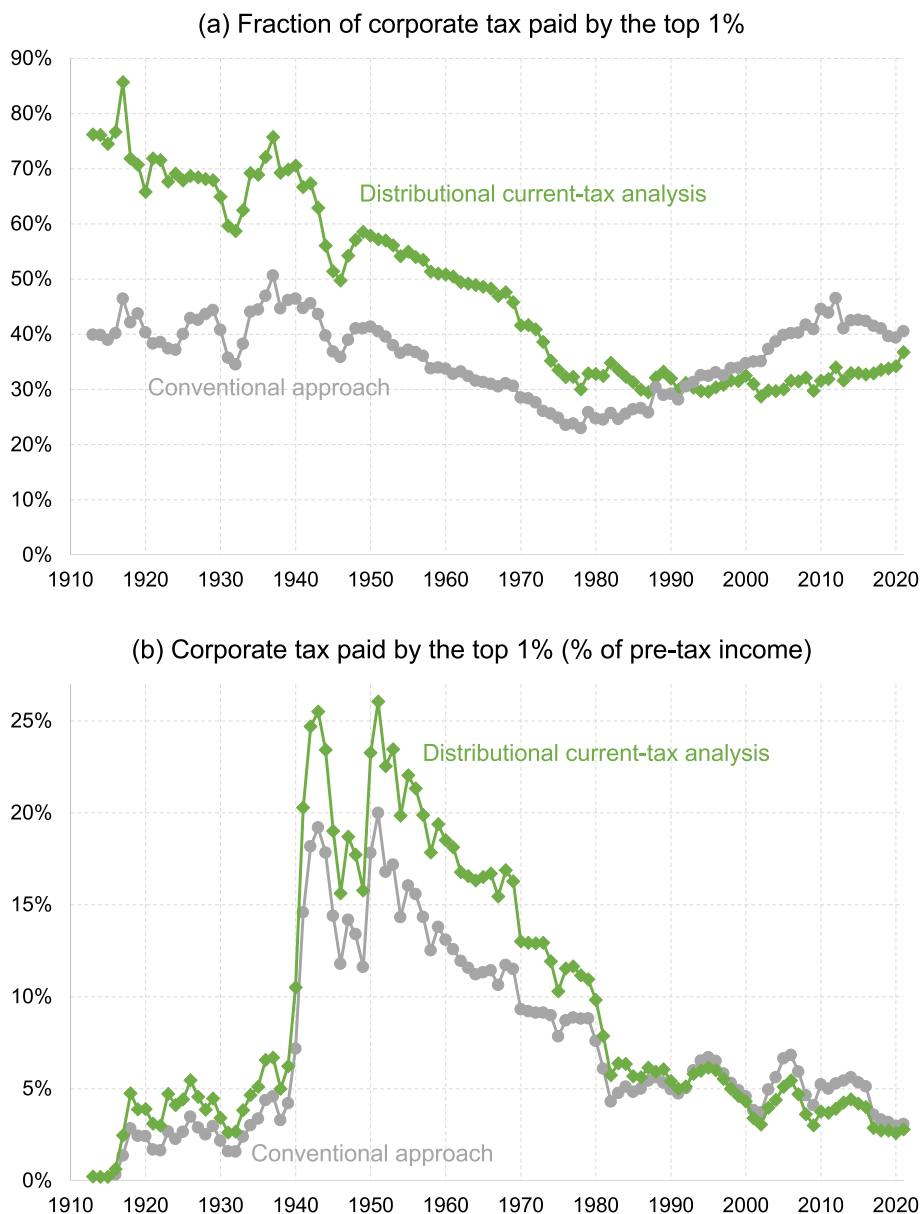 (a) Fraction of corporate tax paid by the top 1%
90%
80%
70%
Distributional current-tax analysis
60%
50%
40%
Conventional approach
30%
20%
10%
0%
1910 1920 1930 1940 1950 1960 1970 1980 1990 2000 2010 2020
(b) Corporate tax paid by the top 1% (% of pre-tax income)
25%
Distributional current-tax analysis
20%
15%
10%
5%
Conventional approach
0%
1910 1920 1930 1940 1950 1960 1970 1980 1990 2000 2010 2020